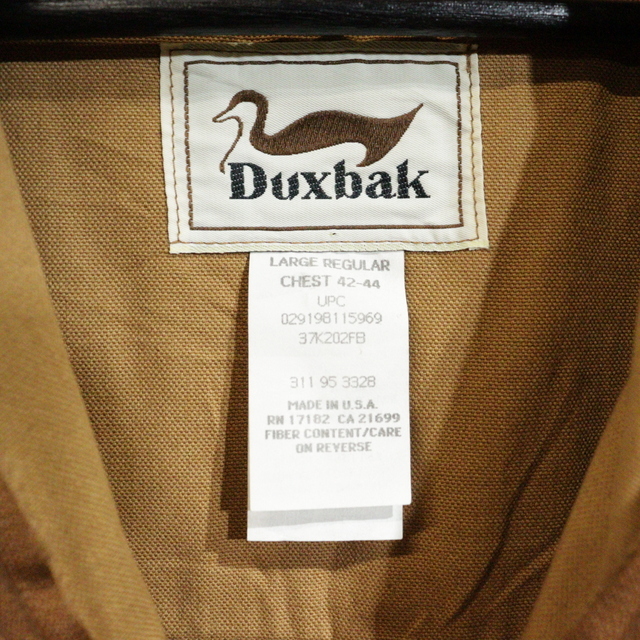 Duxbak
LARGE REGULAR
CHEST 42-44
UPC
029198115969
37K202FB
311 95 3328
MADE IN U.S.A.
RN 17182 CA 21699
FIBER CONTENT/CARE
ON REVERSE